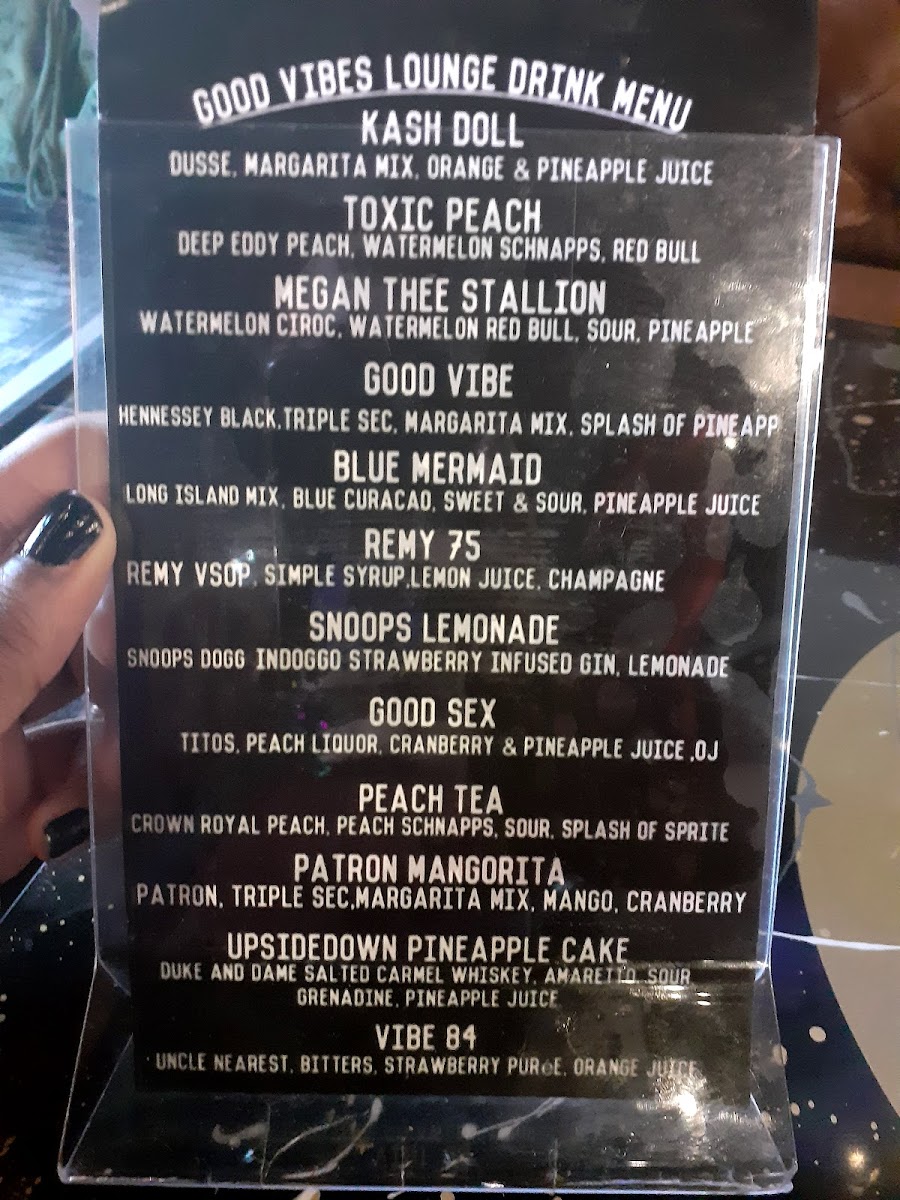 GOOD VIBES LOUNGE DRINK MENU
KASH DOLL
DUSSE, MARGARITA MIX, ORANGE & PINEAPPLE JUICE
TOXIC PEACH
DEEP EDDY PEACH, WATERMELON SCHNAPPS, RED BULL
MEGAN THEE STALLION
WATERMELON CIROC, WATERMELON RED BULL, SOUR, PINEAPPLE
GOOD VIBE
HENNESSEY BLACK,TRIPLE SEC, MARGARITA MIX, SPLASH OF PINEAPP
BLUE MERMAID
LONG ISLAND MIX, BLUE CURACAO, SWEET & SOUR, PINEAPPLE JUICE
REMY 75
REMY VSOP, SIMPLE SYRUP,LEMON JUICE, CHAMPAGNE
SNOOPS LEMONADE
SNOOPS DOGG INDOGGO STRAWBERRY INFUSED GIN, LEMONADE
GOOD SEX
TITOS, PEACH LIQUOR, CRANBERRY & PINEAPPLE JUICE ,OJ
PEACH TEA
CROWN ROYAL PEACH, PEACH SCHNAPPS, SOUR, SPLASH OF SPRITE
PATRON MANGORITA
PATRON, TRIPLE SEC,MARGARITA MIX, MANGO, CRANBERRY
UPSIDEDOWN PINEAPPLE CAKE
DUKE AND DAME SALTED CARMEL WHISKEY, AMARETTO SOUR
GRENADINE, PINEAPPLE JUICE
VIBE 84
UNCLE NEAREST, BITTERS, STRAWBERRY PURéE, ORANGE JUICE